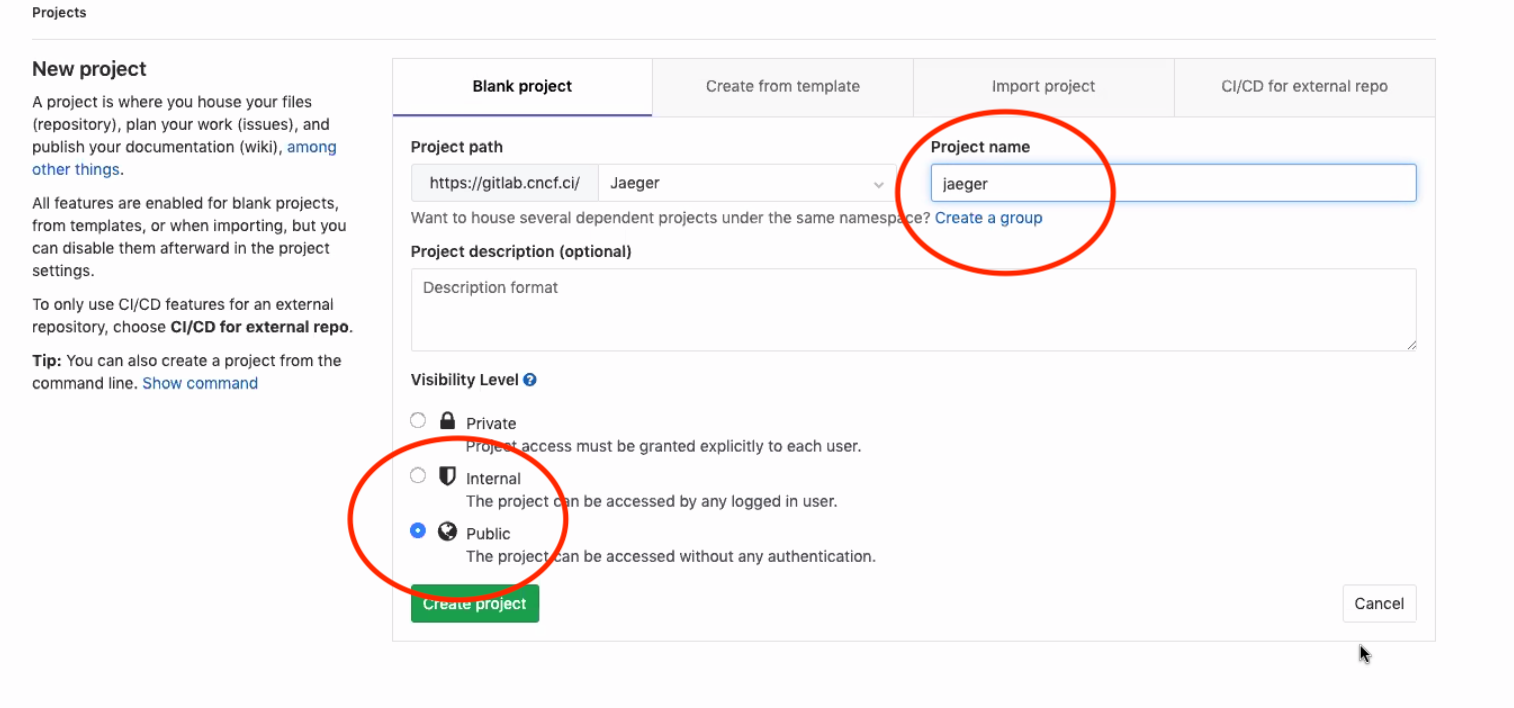 Projects
New project
A project is where you house your files
(repository), plan your work (issues), and
publish your documentation (wiki), among
other things.
All features are enabled for blank projects,
from templates, or when importing, but you
can disable them afterward in the project
settings.
To only use CI/CD features for an external
repository, choose CI/CD for external repo.
Tip: You can also create a project from the
command line. Show command
Blank project
Create from template
Import project
CI/CD for external repo
Project path
Project name
https://gitlab.cncf.ci/
Jaeger
jaeger
Want to house several dependent projects under the same namespace? Create a group
Project description (optional)
Description format
Visibility Level
Private
Project access must be granted explicitly to each user.
Internal
The project can be accessed by any logged in user.
Public
The project can be accessed without any authentication.
Create project
Cancel